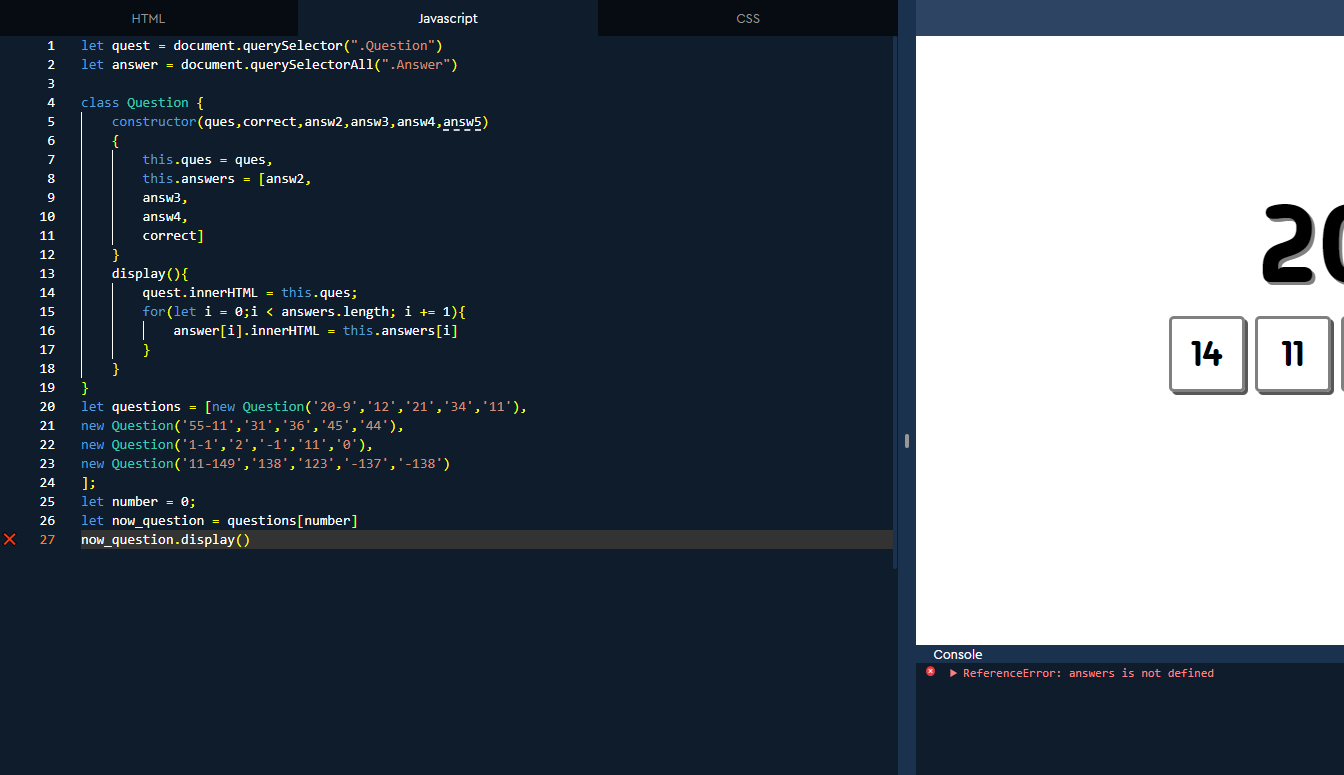 HTML Javascript CSS
1 let quest = document.querySelector(".Question")
2 let answer = document.querySelectorAll(".Answer")
3
4 class Question {
5 constructor(ques,correct,answ2,answ3,answ4,answ5)
6 {
7 this.ques = ques,
8 this.answers = [answ2,
9 answ3,
10 answ4,
11 correct]
12 }
13 display(){
14 quest.innerHTML = this.ques;
15 for(let i = 0;i < answers.length; i += 1){
16 answer[i].innerHTML = this.answers[i]
17 }
18 }
19 }
20 let questions = [new Question('20-9','12','21','34','11'),
21 new Question('55-11','31','36','45','44'),
22 new Question('1-1','2','-1','11','0'),
23 new Question('11-149','138','123','-137','-138')
24 ];
25 let number = 0;
26 let now_question = questions[number]
27 now_question.display()
20
14 11
Console
ReferenceError: answers is not defined